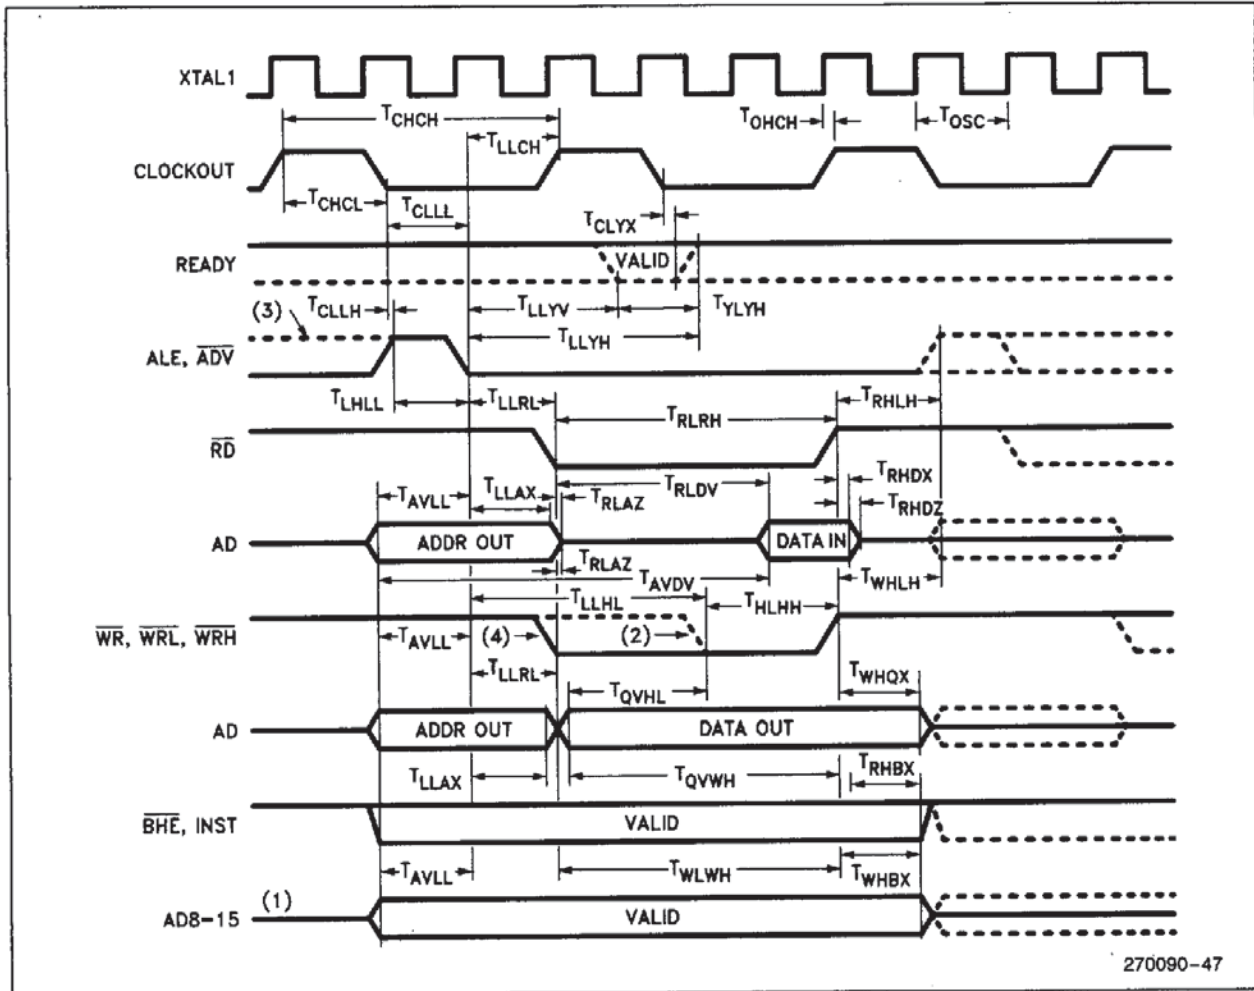 XTAL1
TCHCH
TOHCH
TOSC
TLLCH
CLOCKOUT
TCHCL
TCLLL
TCLYX
READY
VALID
(3)
TCLLH
TLLYV
TYLYH
TLLYH
ALE, ADV
TLHLL
TLLRL
TRLRH
TRHLH
RD
TRHDX
TAVLL
TLLAX
TRLAZ
TRLDV
TRHDZ
AD
ADDR OUT
DATA IN
TRLAZ
TAVDV
TWHLH
TLLHL
THLHH
WR, WRL, WRH
TAVLL
(4)
(2)
TLLRL
TQVHL
TWHQX
AD
ADDR OUT
DATA OUT
TLLAX
TQVWH
TRHBX
BHE, INST
VALID
TAVLL
TWLWH
TWHBX
AD8-15
(1)
VALID
270090-47